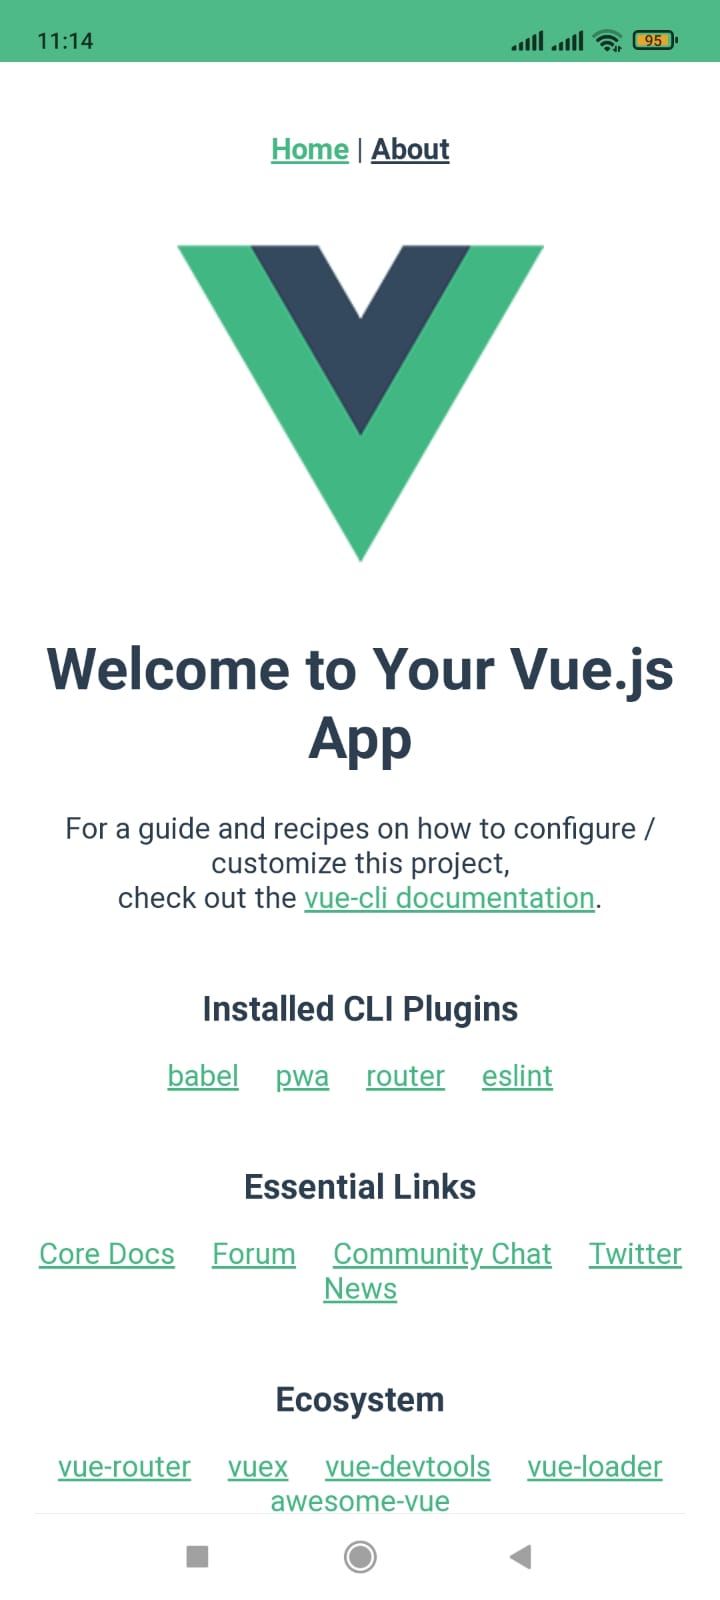 11:14 95
Home | About
Welcome to Your Vue.js
App
For a guide and recipes on how to configure /
customize this project,
check out the vue-cli documentation.
Installed CLI Plugins
babel pwa router eslint
Essential Links
Core Docs Forum Community Chat Twitter
News
Ecosystem
vue-router vuex vue-devtools vue-loader
awesome-vue